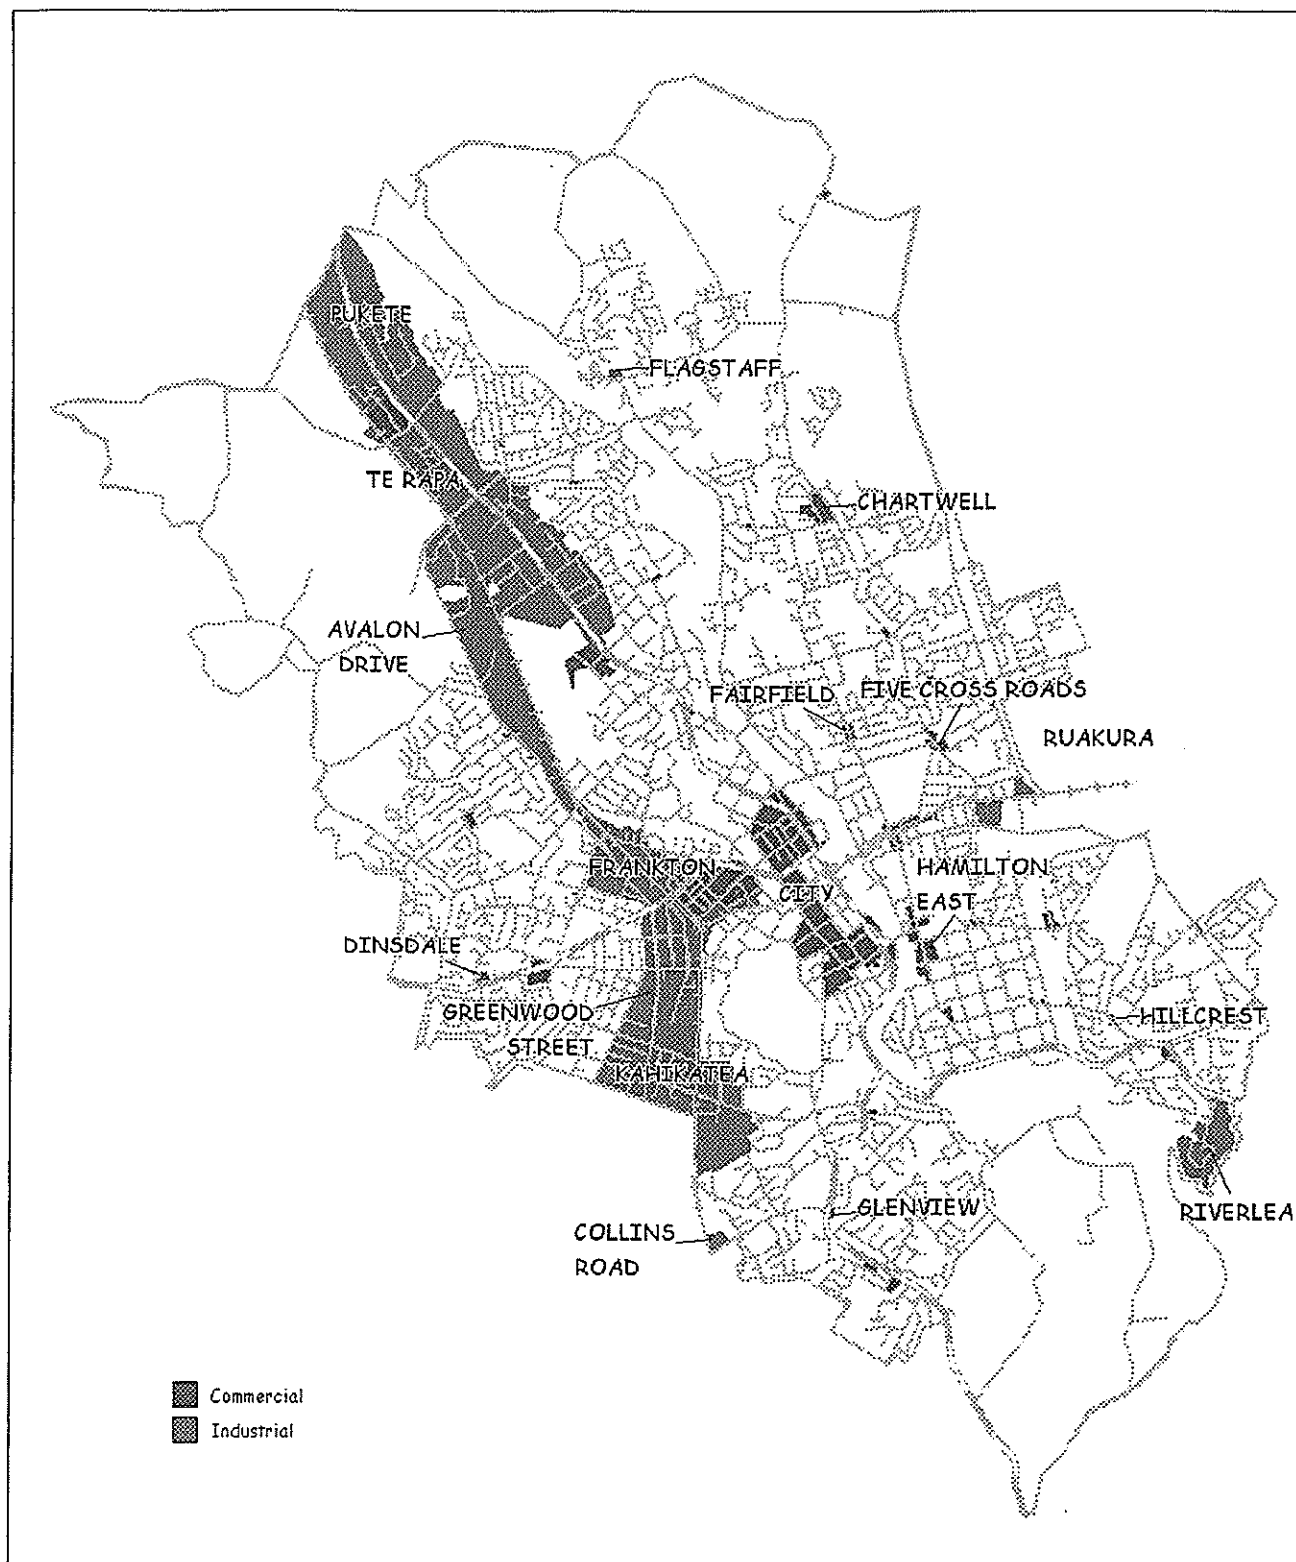 PUKETE
FLAGSTAFF
TE RAPA
CHARTWELL
AVALON
DRIVE
FAIRFIELD
FIVE CROSS ROADS
RUAKURA
FRANKTON
CITY
HAMILTON
EAST
DINSDALE
GREENWOOD
STREET
HILLCREST
KAHIKATEA
GLENVIEW
RIVERLEA
COLLINS
ROAD
Commercial
Industrial